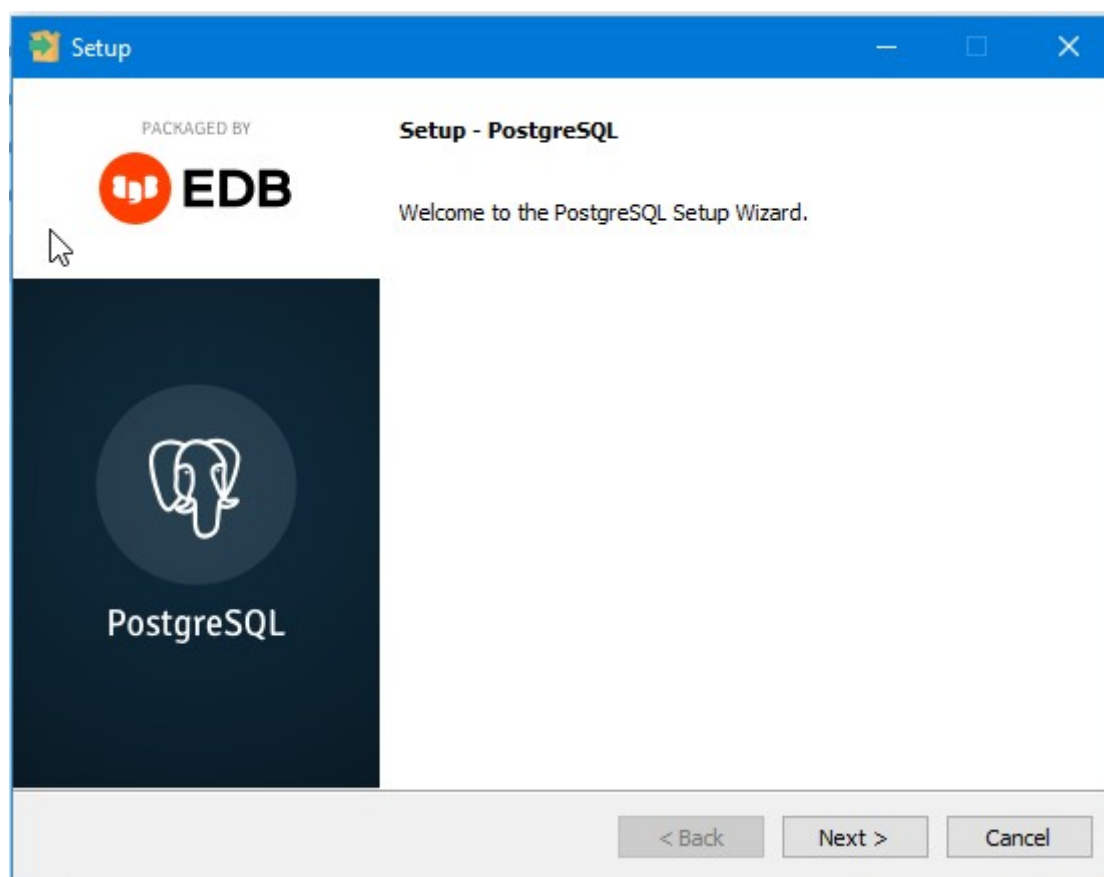 Setup
PACKAGED BY
EDB
Setup - PostgreSQL
Welcome to the PostgreSQL Setup Wizard.
PostgreSQL
< Back
Next >
Cancel